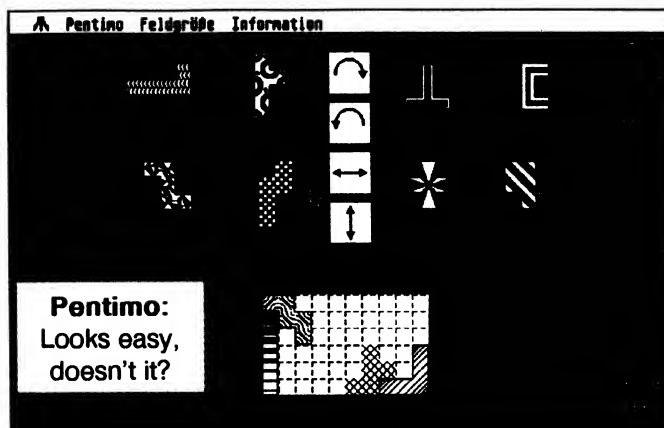 Pentimo Feldgröße Information
Pentimo:
Looks easy,
doesn't it?